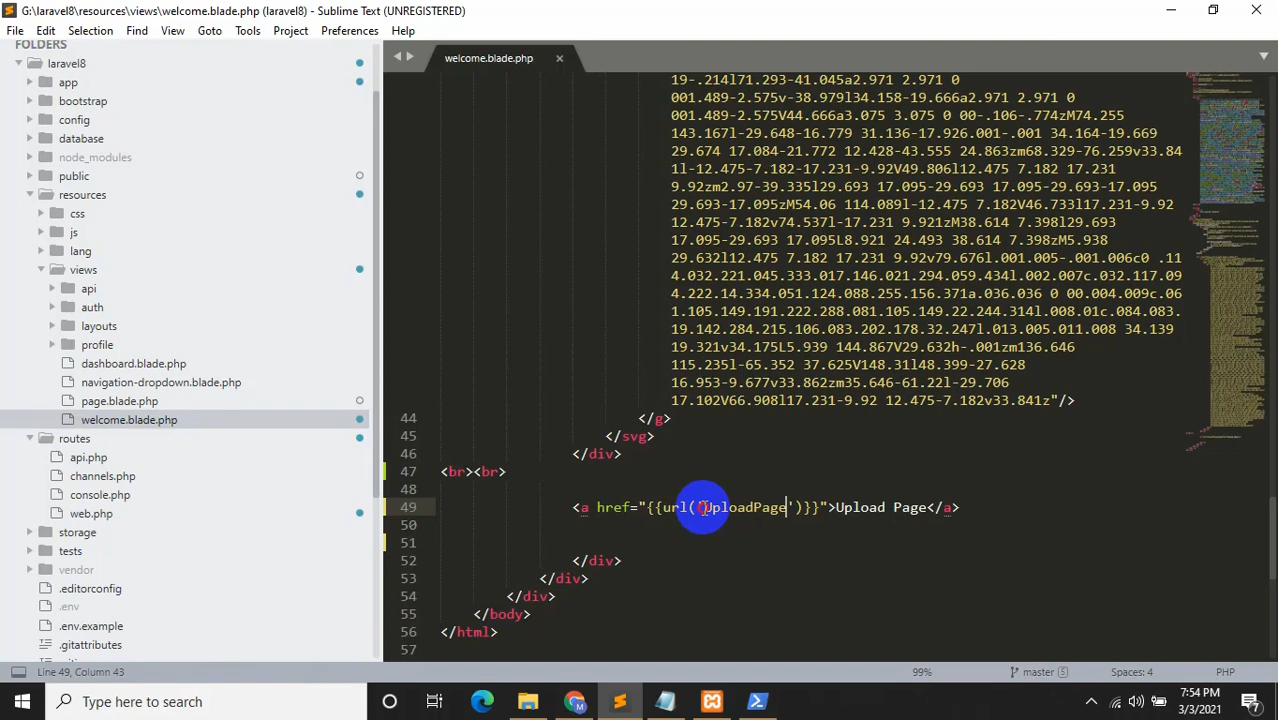 G:\laravel8\resources\views\welcome.blade.php (laravel8) - Sublime Text (UNREGISTERED)
File Edit Selection Find View Goto Tools Project Preferences Help
FOLDERS
laravel8
app
bootstrap
config
database
node_modules
public
resources
css
js
lang
views
api
auth
layouts
profile
dashboard.blade.php
navigation-dropdown.blade.php
page.blade.php
welcome.blade.php
routes
api.php
channels.php
console.php
web.php
storage
tests
vendor
.editorconfig
.env
.env.example
.gitattributes
welcome.blade.php
19-.214l71.293-41.045a2.971 2.971 0
001.489-2.575v-38.979l34.158-19.666a2.971 2.971 0
001.489-2.575V44.666a3.075 3.075 0 00-.106-.774zM74.255
143.167l-29.648-16.779 31.136-17.926.001-.001 34.164-19.669
29.674 17.084-21.772 12.428-43.555 24.863zm68.329-76.259v33.84
1l-12.475-7.182-17.231-9.92V49.806l12.475 7.182 17.231
9.92zm2.97-39.335l29.693 17.095-29.693 17.095-29.693-17.095
29.693-17.095zM54.06 114.089l-12.475 7.182V46.733l17.231-9.92
12.475-7.182v74.537l-17.231 9.921zM38.614 7.398l29.693
17.095-29.693 17.095L8.921 24.493 38.614 7.398zM5.938
29.632l12.475 7.182 17.231 9.92v79.676l.001.005-.001.006c0 .11
4.032.221.045.333.017.146.021.294.059.434l.002.007c.032.117.09
4.222.14.334.051.124.088.255.156.371a.036.036 0 00.004.009c.06
1.105.149.191.222.288.081.105.149.22.244.314l.008.01c.084.083.
19.142.284.215.106.083.202.178.32.247l.013.005.011.008 34.139
19.321v34.175L5.939 144.867V29.632h-.001zm136.646
115.235l-65.352 37.625V148.31l48.399-27.628
16.953-9.677v33.862zm35.646-61.22l-29.706
17.102V66.908l17.231-9.92 12.475-7.182v33.841z"/>
44 </g>
45 </svg>
46 </div>
47 <br><br>
48
49 <a href="{{url('UploadPage')}}">Upload Page</a>
50
51
52 </div>
53 </div>
54 </div>
55 </body>
56 </html>
57
Line 49, Column 43 99% master 5 Spaces: 4 PHP
Type here to search
7:54 PM
3/3/2021
7